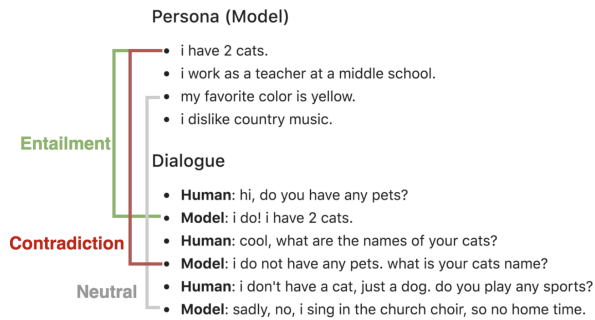 Persona (Model)
i have 2 cats.
i work as a teacher at a middle school.
my favorite color is yellow.
i dislike country music.
Entailment
Dialogue
Human: hi, do you have any pets?
Model: i do! i have 2 cats.
Human: cool, what are the names of your cats?
Contradiction
Model: i do not have any pets. what is your cats name?
Neutral
Human: i don't have a cat, just a dog. do you play any sports?
Model: sadly, no, i sing in the church choir, so no home time.